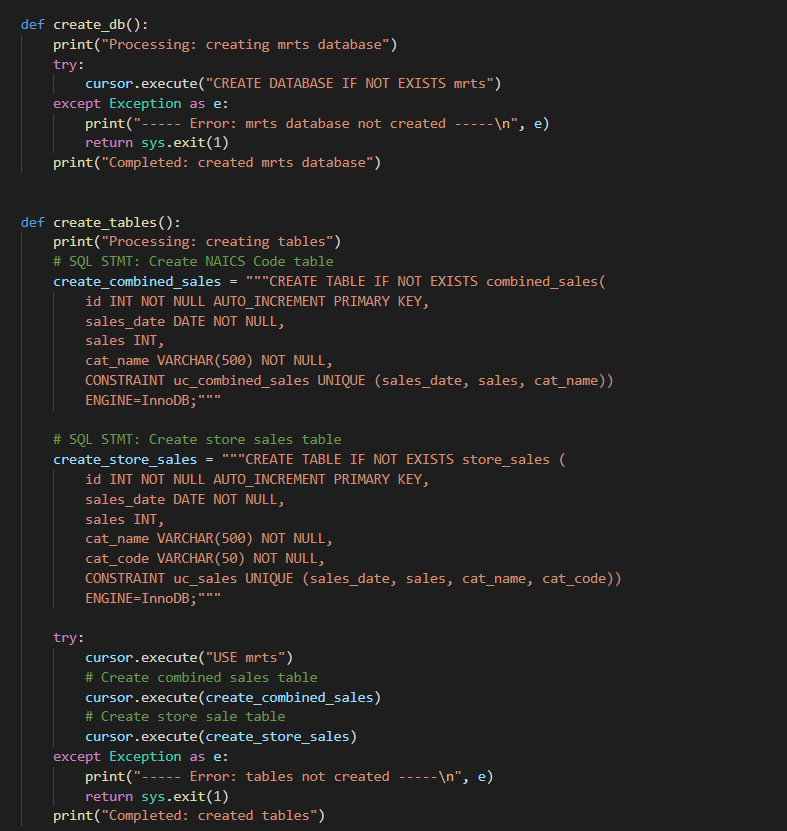 def create_db():
    print("Processing: creating mrts database")
    try:
        cursor.execute("CREATE DATABASE IF NOT EXISTS mrts")
    except Exception as e:
        print("----- Error: mrts database not created -----\n", e)
        return sys.exit(1)
    print("Completed: created mrts database")
def create_tables():
    print("Processing: creating tables")
    # SQL STMT: Create NAICS Code table
    create_combined_sales = """CREATE TABLE IF NOT EXISTS combined_sales(
        id INT NOT NULL AUTO_INCREMENT PRIMARY KEY,
        sales_date DATE NOT NULL,
        sales INT,
        cat_name VARCHAR(500) NOT NULL,
        CONSTRAINT uc_combined_sales UNIQUE (sales_date, sales, cat_name))
        ENGINE=InnoDB;"""
    # SQL STMT: Create store sales table
    create_store_sales = """CREATE TABLE IF NOT EXISTS store_sales (
        id INT NOT NULL AUTO_INCREMENT PRIMARY KEY,
        sales_date DATE NOT NULL,
        sales INT,
        cat_name VARCHAR(500) NOT NULL,
        cat_code VARCHAR(50) NOT NULL,
        CONSTRAINT uc_sales UNIQUE (sales_date, sales, cat_name, cat_code))
        ENGINE=InnoDB;"""
    try:
        cursor.execute("USE mrts")
        # Create combined sales table
        cursor.execute(create_combined_sales)
        # Create store sale table
        cursor.execute(create_store_sales)
    except Exception as e:
        print("----- Error: tables not created -----\n", e)
        return sys.exit(1)
    print("Completed: created tables")